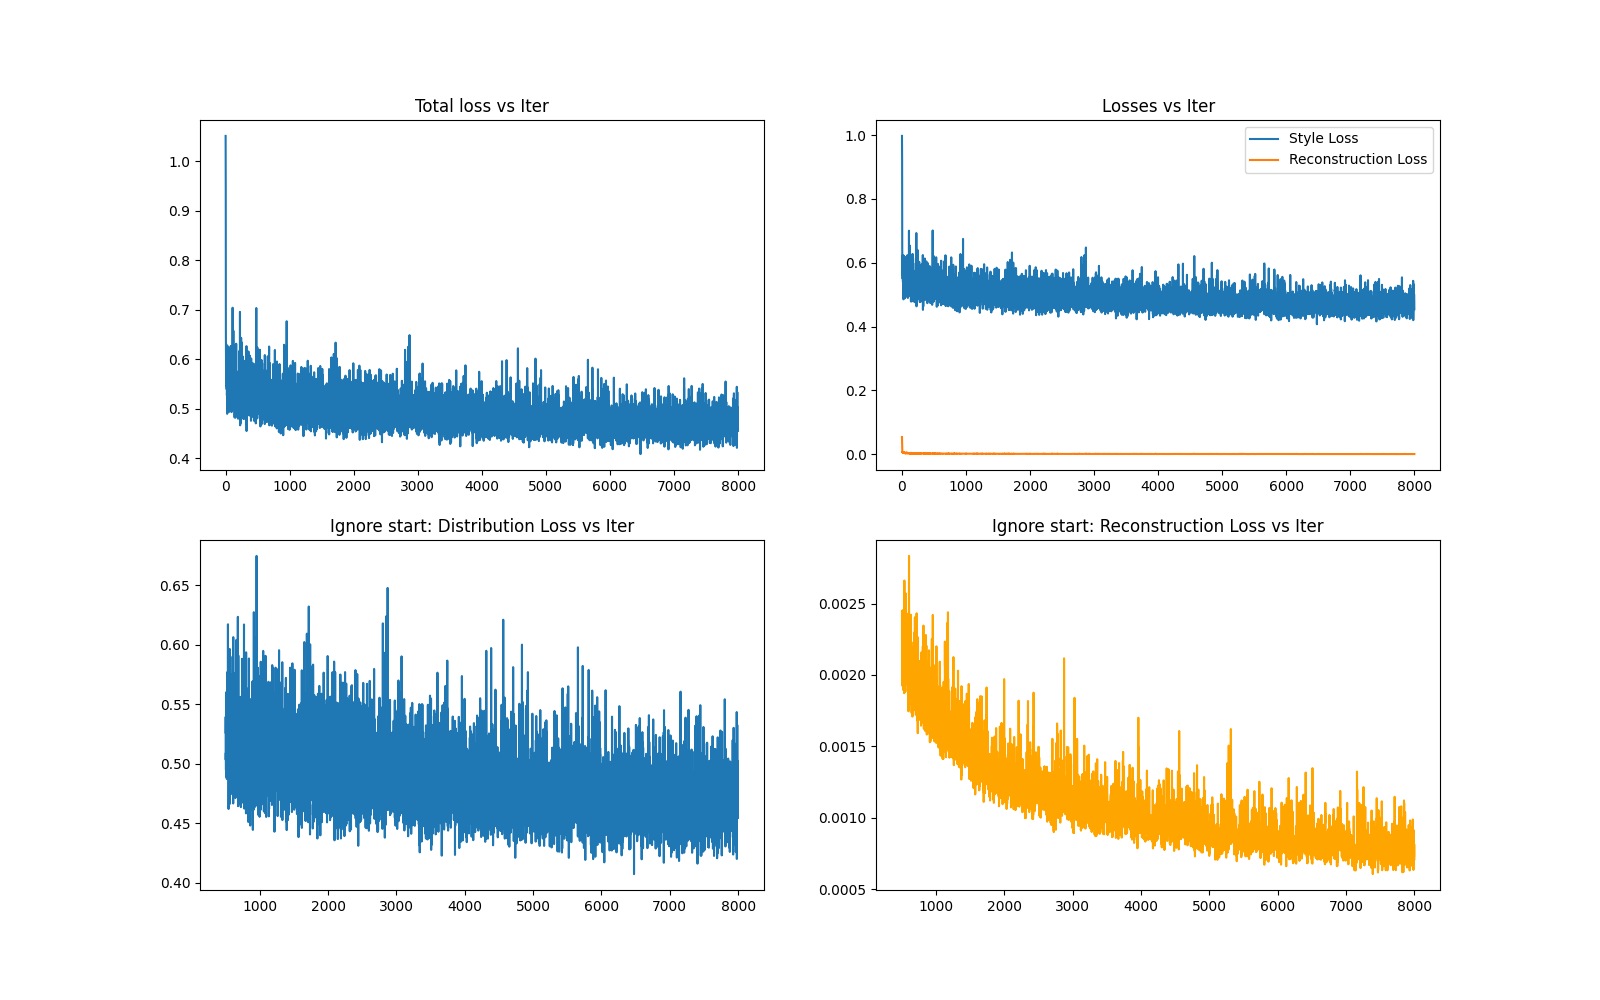 Total loss vs Iter
1.0
0.9
0.8
0.7
0.6
0.5
0.4
0 1000 2000 3000 4000 5000 6000 7000 8000
Losses vs Iter
Style Loss
Reconstruction Loss
1.0
0.8
0.6
0.4
0.2
0.0
0 1000 2000 3000 4000 5000 6000 7000 8000
Ignore start: Distribution Loss vs Iter
0.65
0.60
0.55
0.50
0.45
0.40
1000 2000 3000 4000 5000 6000 7000 8000
Ignore start: Reconstruction Loss vs Iter
0.0025
0.0020
0.0015
0.0010
0.0005
1000 2000 3000 4000 5000 6000 7000 8000